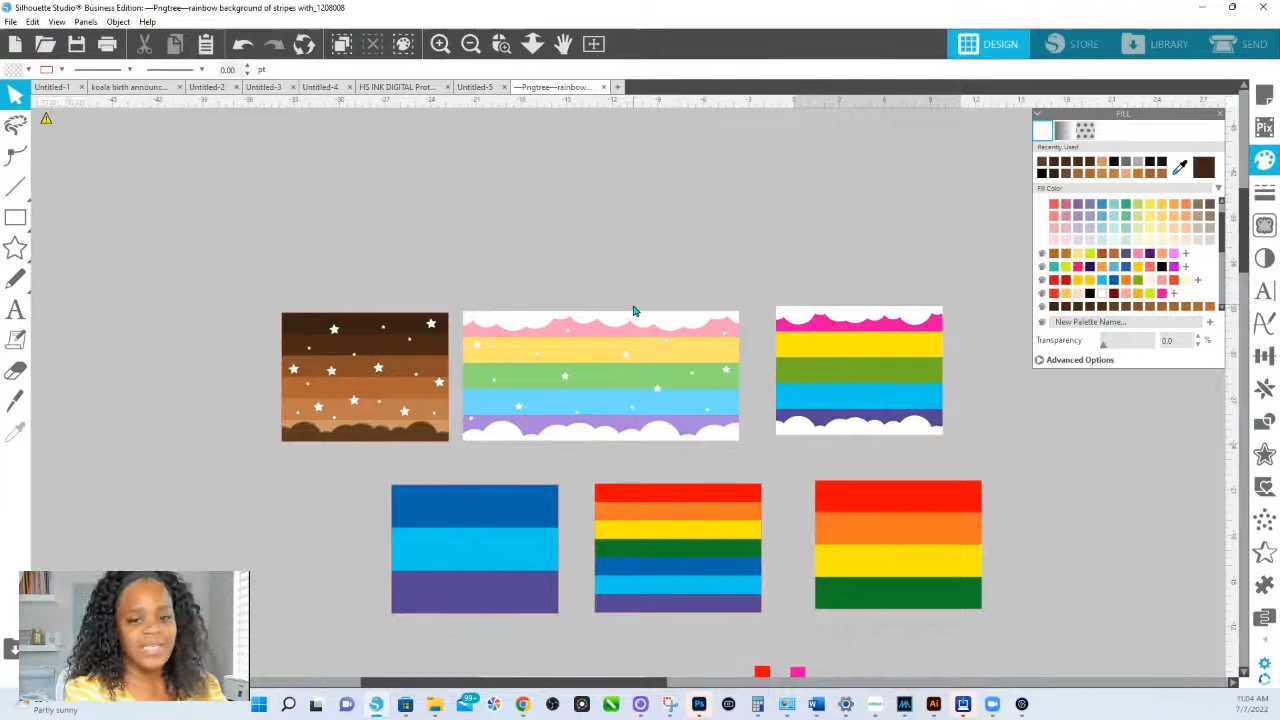 Silhouette Studio® Business Edition: —Pngtree—rainbow background of stripes with_1208008
File Edit View Panels Object Help
DESIGN STORE LIBRARY SEND
0.00 pt
Untitled-1 koala birth announc... Untitled-2 Untitled-3 Untitled-4 HS INK DIGITAL Prot... Untitled-5 —Pngtree—rainbow...
FILL
Pix
Recently Used
Fill Color
New Palette Name...
Transparency 0.0 %
Advanced Options
99+
Partly sunny
11:04 AM
7/7/2022